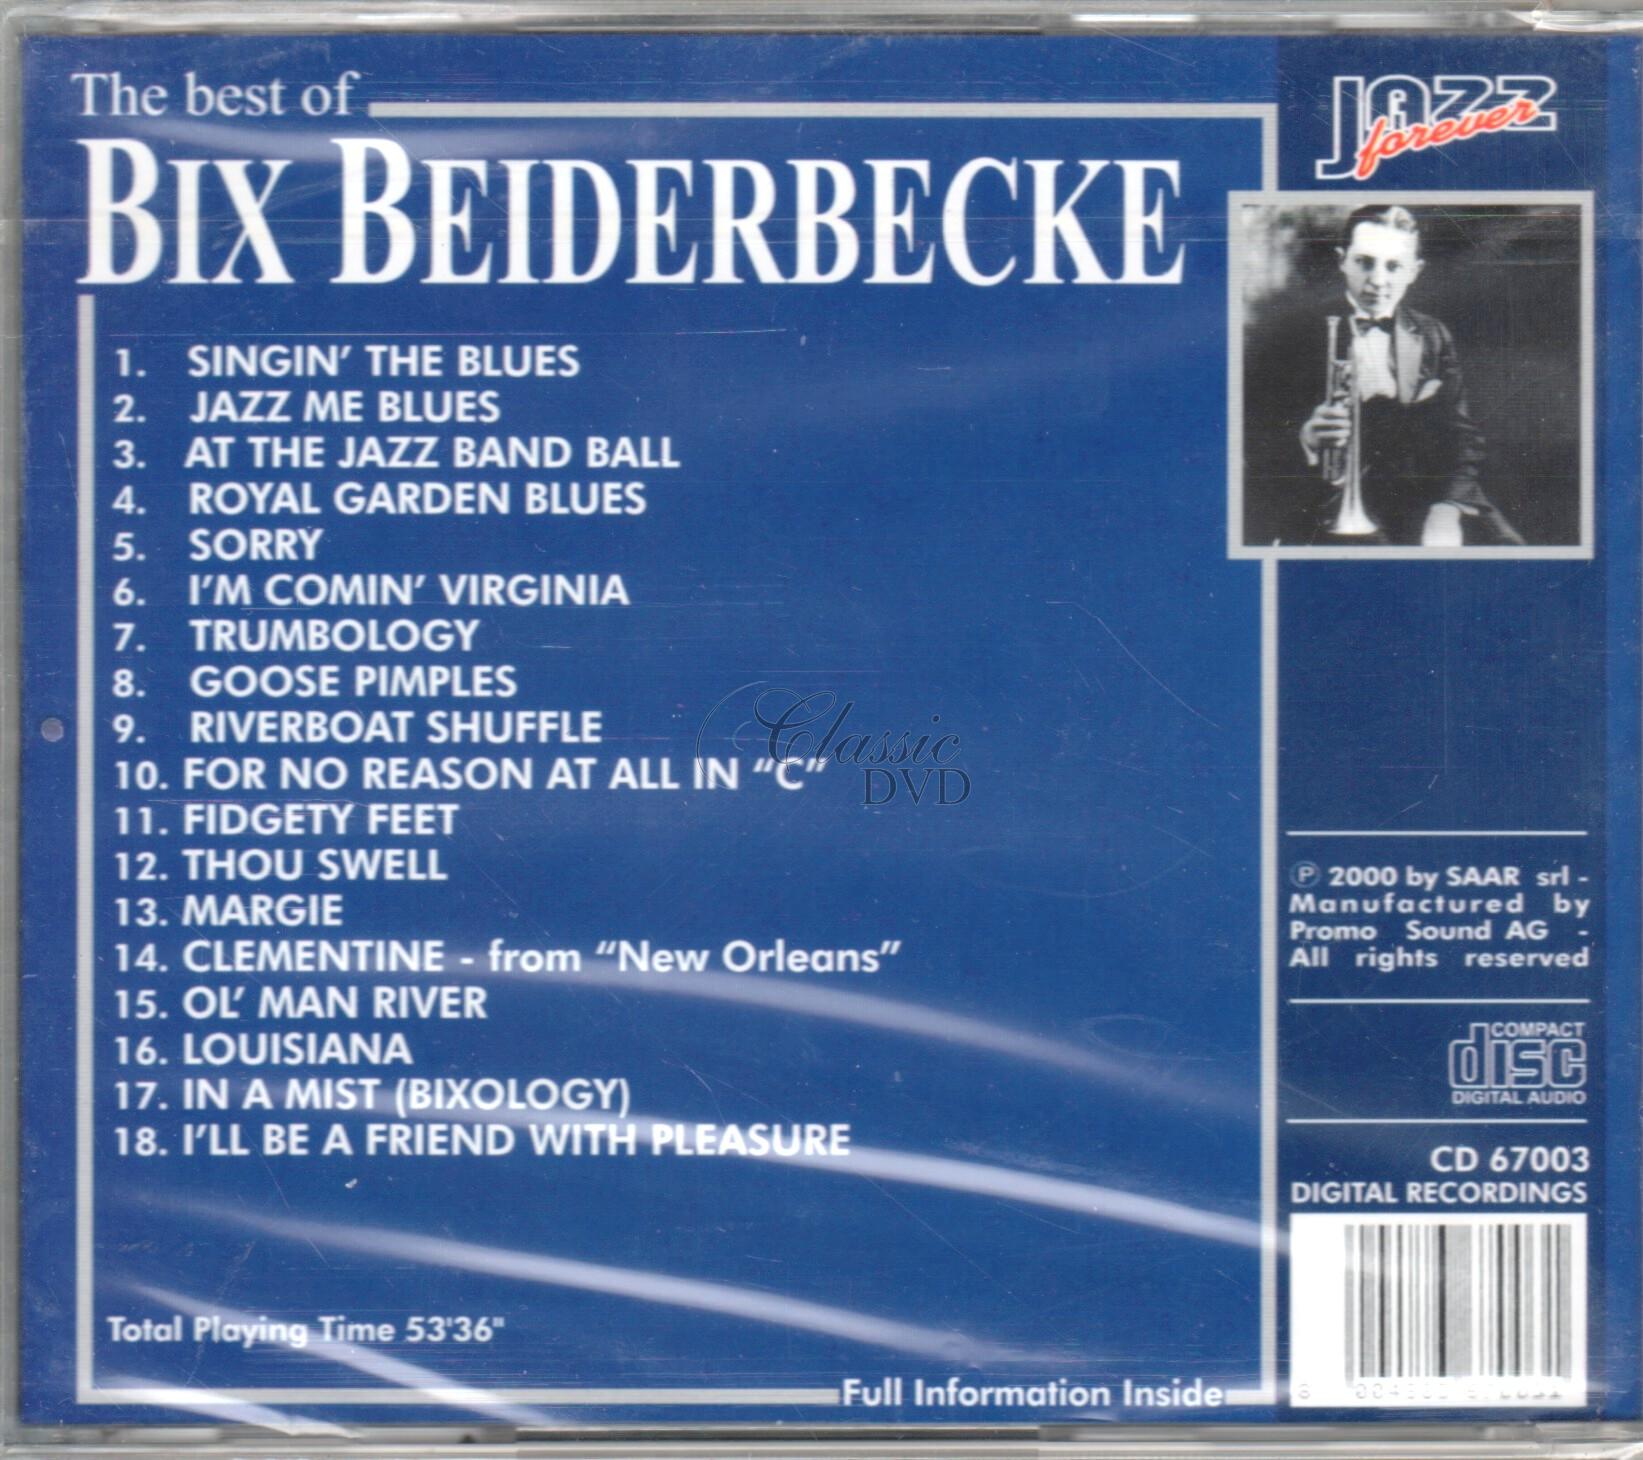 The best of
BIX BEIDERBECKE
JAZZ
forever
1. SINGIN' THE BLUES
2. JAZZ ME BLUES
3. AT THE JAZZ BAND BALL
4. ROYAL GARDEN BLUES
5. SORRY
6. I'M COMIN' VIRGINIA
7. TRUMBOLOGY
8. GOOSE PIMPLES
9. RIVERBOAT SHUFFLE
10. FOR NO REASON AT ALL IN "C"
11. FIDGETY FEET
12. THOU SWELL
13. MARGIE
14. CLEMENTINE - from "New Orleans"
15. OL' MAN RIVER
16. LOUISIANA
17. IN A MIST (BIXOLOGY)
18. I'LL BE A FRIEND WITH PLEASURE
Classic
DVD
Total Playing Time 53'36"
Full Information Inside
℗ 2000 by SAAR srl -
Manufactured by
Promo Sound AG -
All rights reserved
COMPACT
disc
DIGITAL AUDIO
CD 67003
DIGITAL RECORDINGS